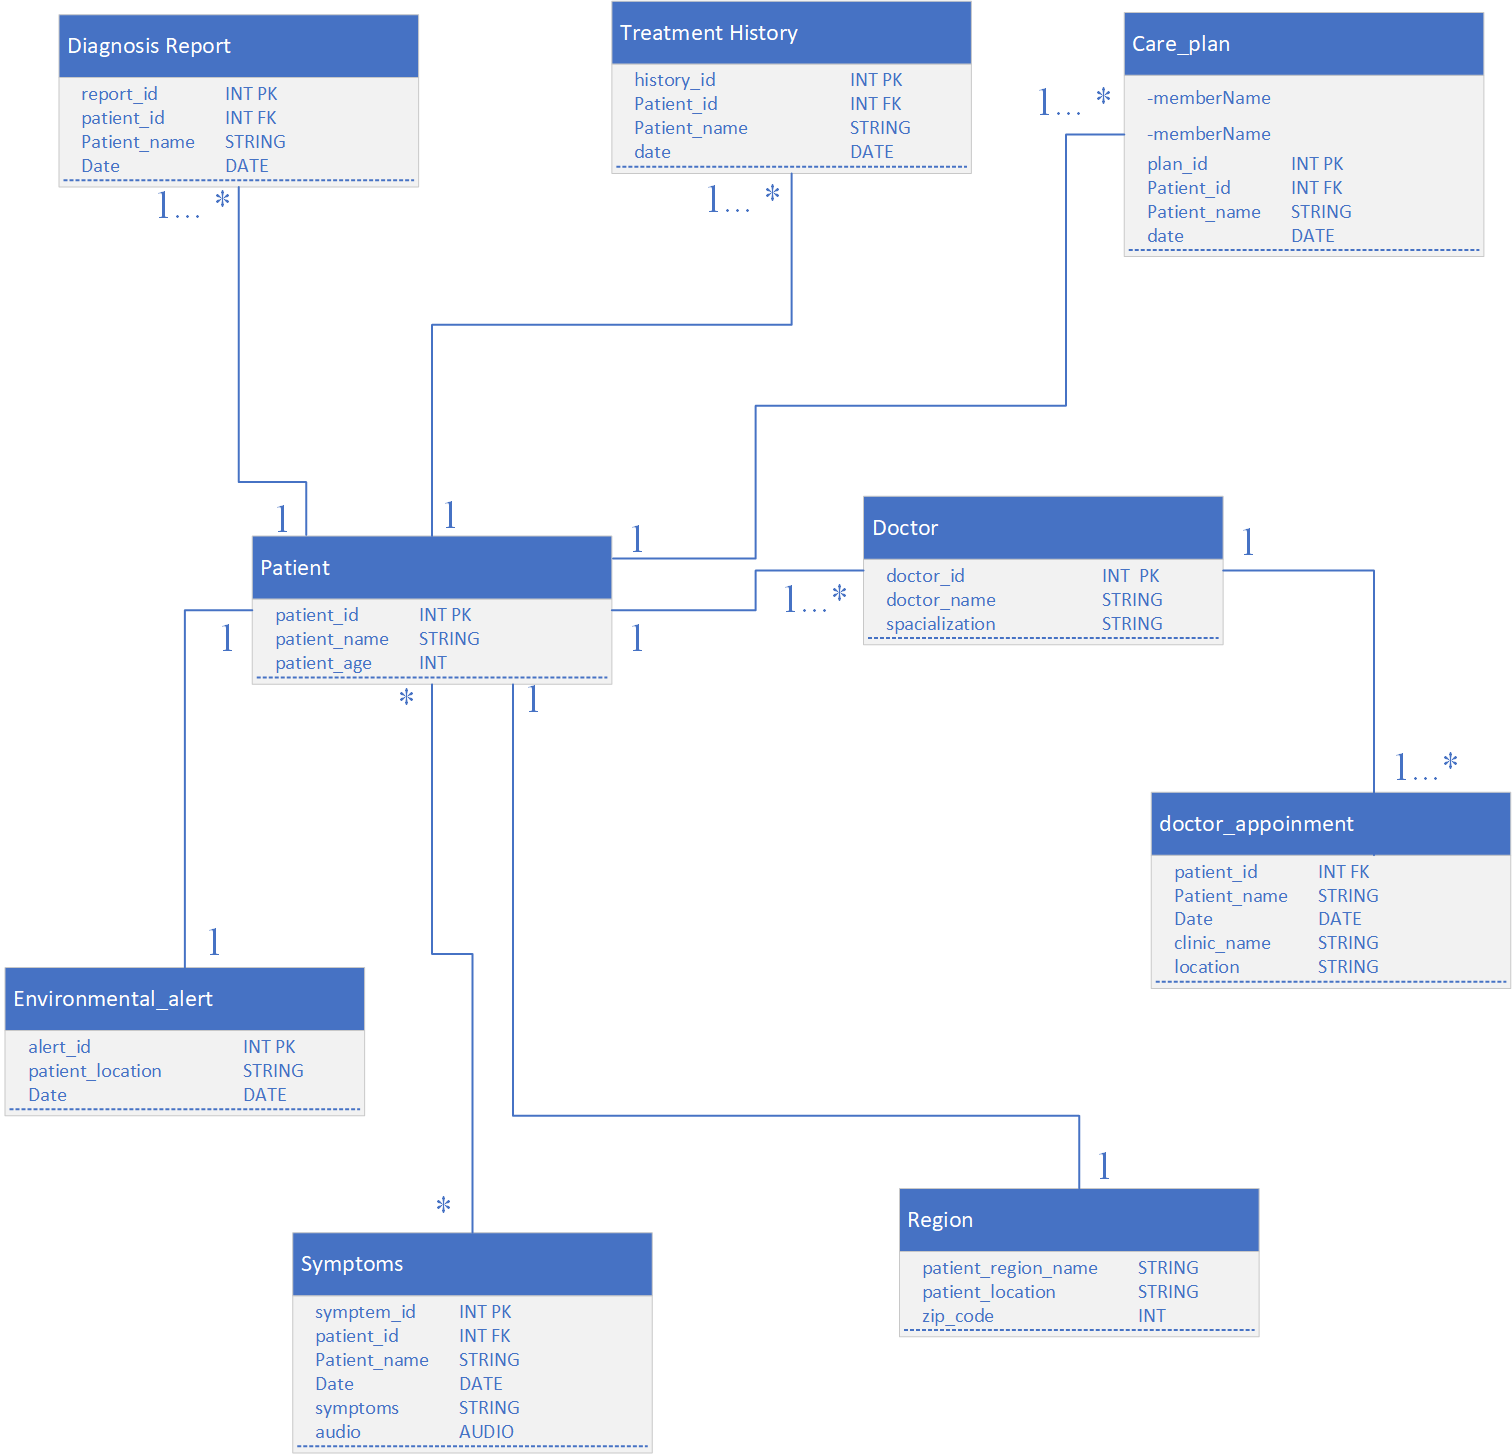 Diagnosis Report
report_id INT PK
patient_id INT FK
Patient_name STRING
Date DATE
1... *
Treatment History
history_id INT PK
Patient_id INT FK
Patient_name STRING
date DATE
1... *
Care_plan
-memberName
-memberName
plan_id INT PK
Patient_id INT FK
Patient_name STRING
date DATE
1... *
1
1
1
Patient
patient_id INT PK
patient_name STRING
patient_age INT
1
1
*
1
Doctor
doctor_id INT PK
doctor_name STRING
spacialization STRING
1...*
1
1...*
doctor_appoinment
patient_id INT FK
Patient_name STRING
Date DATE
clinic_name STRING
location STRING
1
Environmental_alert
alert_id INT PK
patient_location STRING
Date DATE
*
Symptoms
symptem_id INT PK
patient_id INT FK
Patient_name STRING
Date DATE
symptoms STRING
audio AUDIO
1
Region
patient_region_name STRING
patient_location STRING
zip_code INT